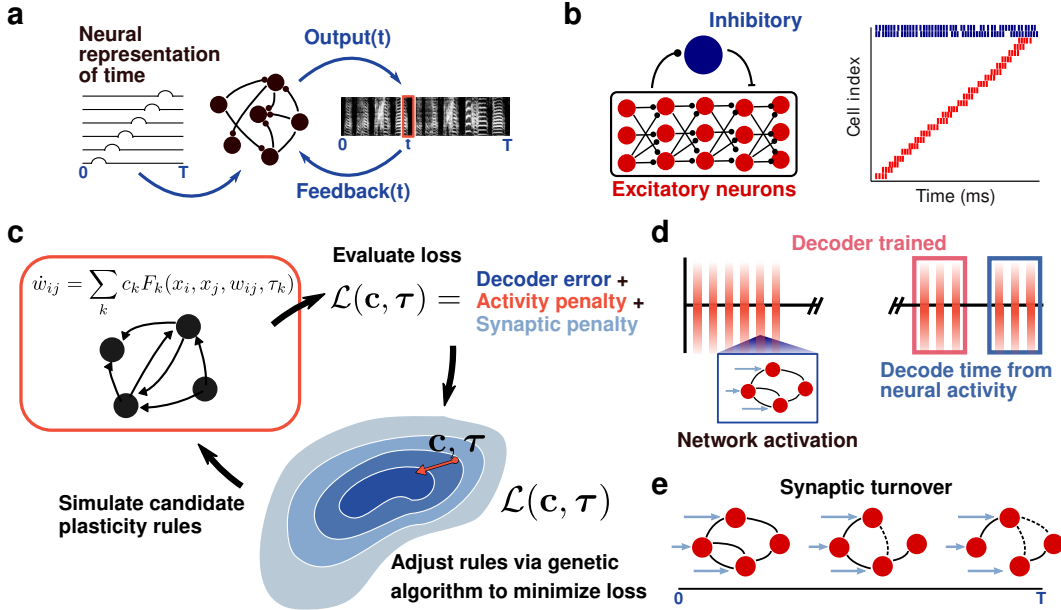 a
Neural
representation
of time
0
T
Output(t)
0
t
T
Feedback(t)
b
Inhibitory
Excitatory neurons
Cell index
Time (ms)
c
ẇ_ij = ∑_k c_k F_k(x_i, x_j, w_ij, τ_k)
Evaluate loss
ℒ(c, τ) =
Decoder error +
Activity penalty +
Synaptic penalty
Simulate candidate
plasticity rules
c, τ
ℒ(c, τ)
Adjust rules via genetic
algorithm to minimize loss
d
Decoder trained
Decode time from
neural activity
Network activation
e
Synaptic turnover
0
T